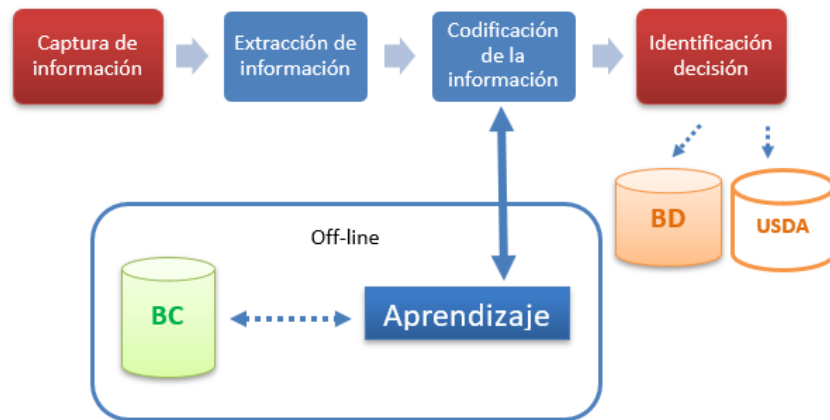 Captura de
información
Extracción de
información
Codificación
de la
información
Identificación
decisión
BD
USDA
Off-line
BC
Aprendizaje